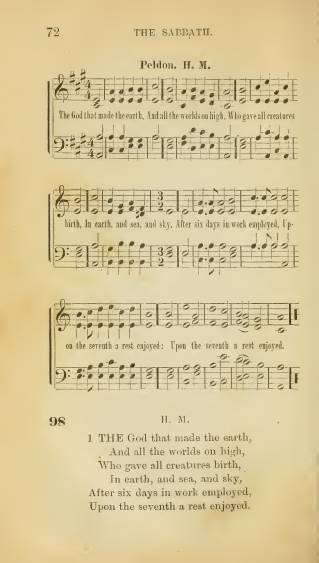 72 THE SABBATH.
Peldon. H. M.
The God that made the earth, And all the worlds on high, Who gave all creatures
birth, In earth, and sea, and sky, After six days in work employed, Up-
on the seventh a rest enjoyed: Upon the seventh a rest enjoyed.
98 H. M.
1 THE God that made the earth,
And all the worlds on high,
Who gave all creatures birth,
In earth, and sea, and sky,
After six days in work employed,
Upon the seventh a rest enjoyed.